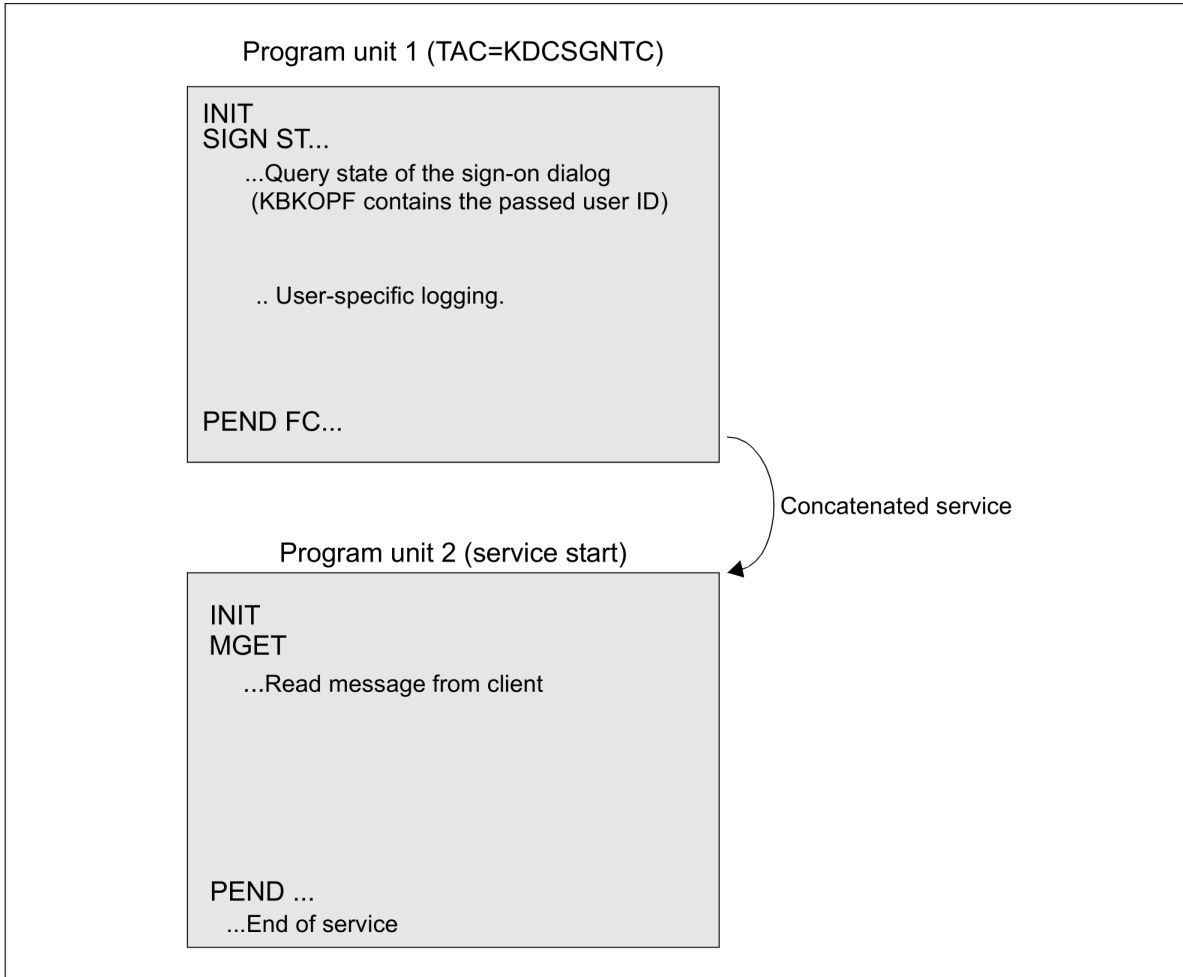 Program unit 1 (TAC=KDCSGNTC)
INIT
SIGN ST...
...Query state of the sign-on dialog
(KBKOPF contains the passed user ID)
.. User-specific logging.
PEND FC...
Concatenated service
Program unit 2 (service start)
INIT
MGET
...Read message from client
PEND ...
...End of service